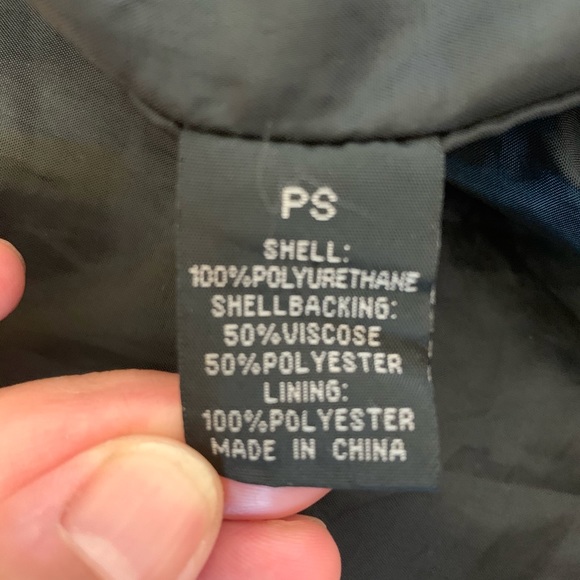 PS
SHELL:
100%POLYURETHANE
SHELLBACKING:
50%VISCOSE
50%POLYESTER
LINING:
100%POLYESTER
MADE IN CHINA